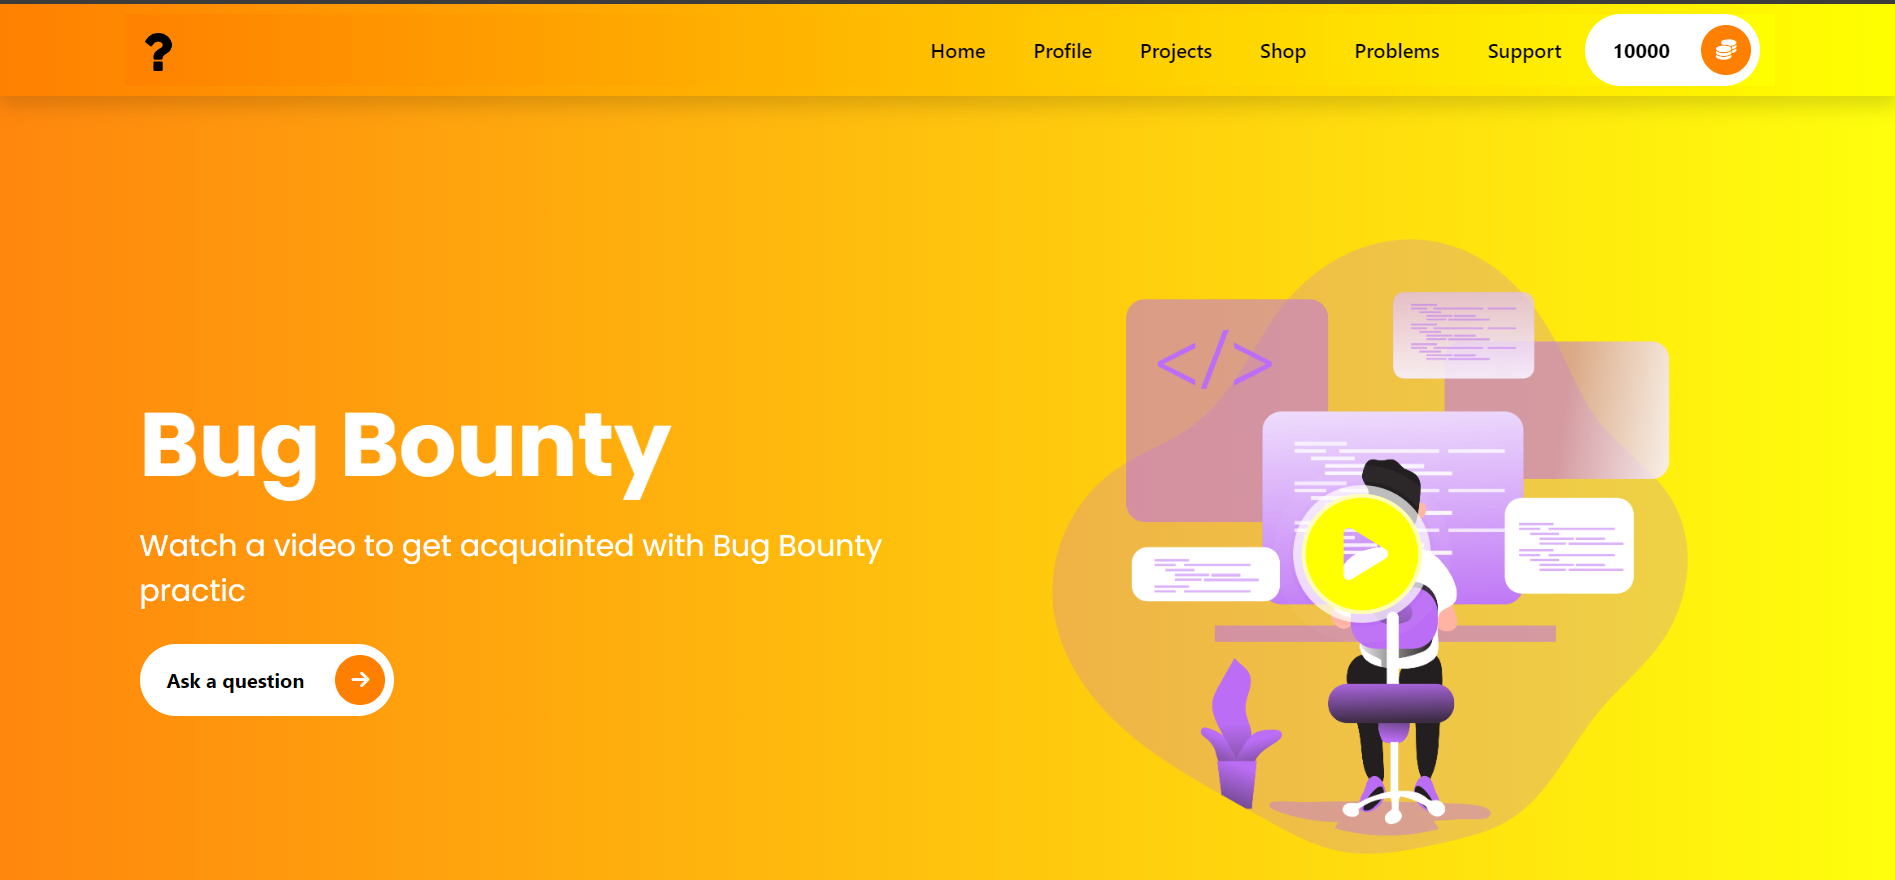 ?
Home Profile Projects Shop Problems Support 10000
Bug Bounty
Watch a video to get acquainted with Bug Bounty
practic
Ask a question
</>